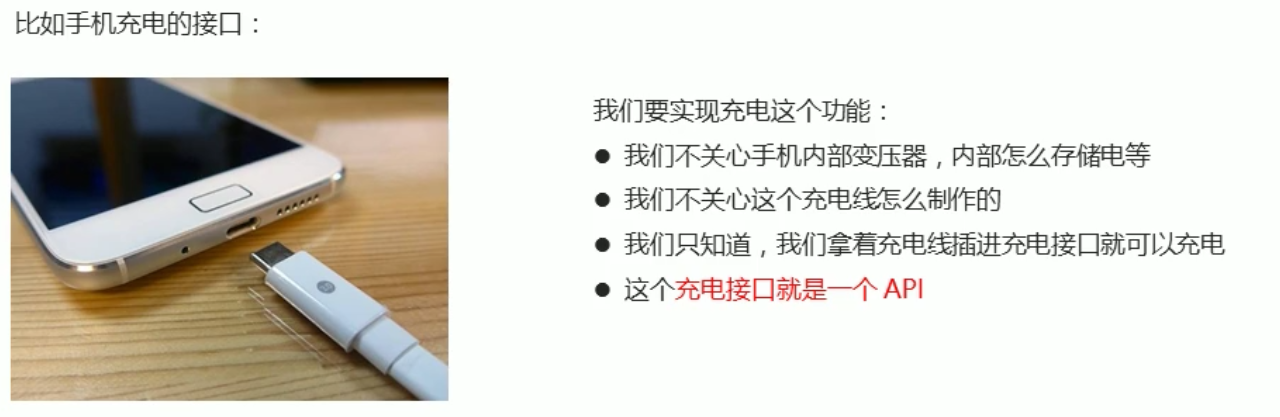 比如手机充电的接口：
我们要实现充电这个功能：
● 我们不关心手机内部变压器，内部怎么存储电等
● 我们不关心这个充电线怎么制作的
● 我们只知道，我们拿着充电线插进充电接口就可以充电
● 这个充电接口就是一个 API